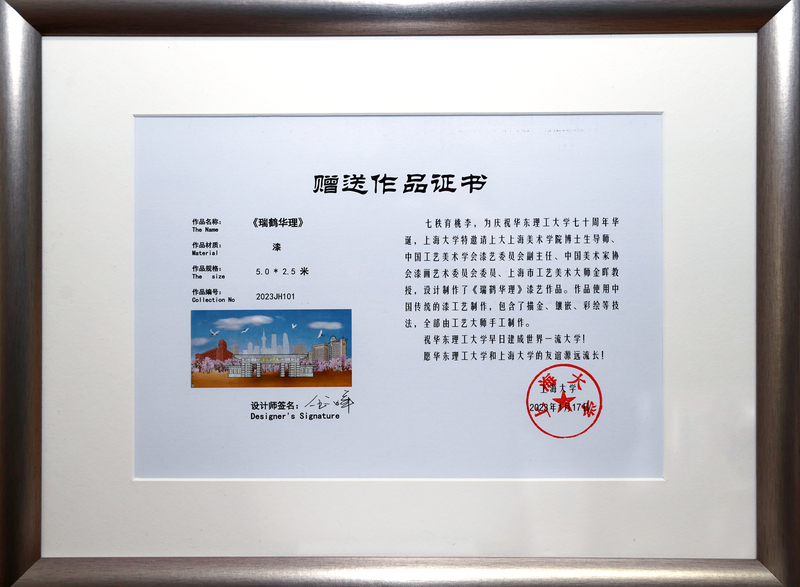 赠送作品证书
作品名称：
The Name
《瑞鹤华理》
作品材质：
Material
漆
作品规格：
The size
5.0 * 2.5 米
作品编号：
Collection No
2023JH101
设计师签名：
Designer's Signature
七秩育桃李，为庆祝华东理工大学七十周年华
诞，上海大学特邀请上大上海美术学院博士生导师、
中国工艺美术学会漆艺委员会副主任、中国美术家协
会漆画艺术委员会委员、上海市工艺美术大师金晖教
授，设计制作了《瑞鹤华理》漆艺作品。作品使用中
国传统的漆工艺制作，包含了描金、镶嵌、彩绘等技
法，全部由工艺大师手工制作。
祝华东理工大学早日建成世界一流大学！
愿华东理工大学和上海大学的友谊源远流长！
上海大学
上海大学